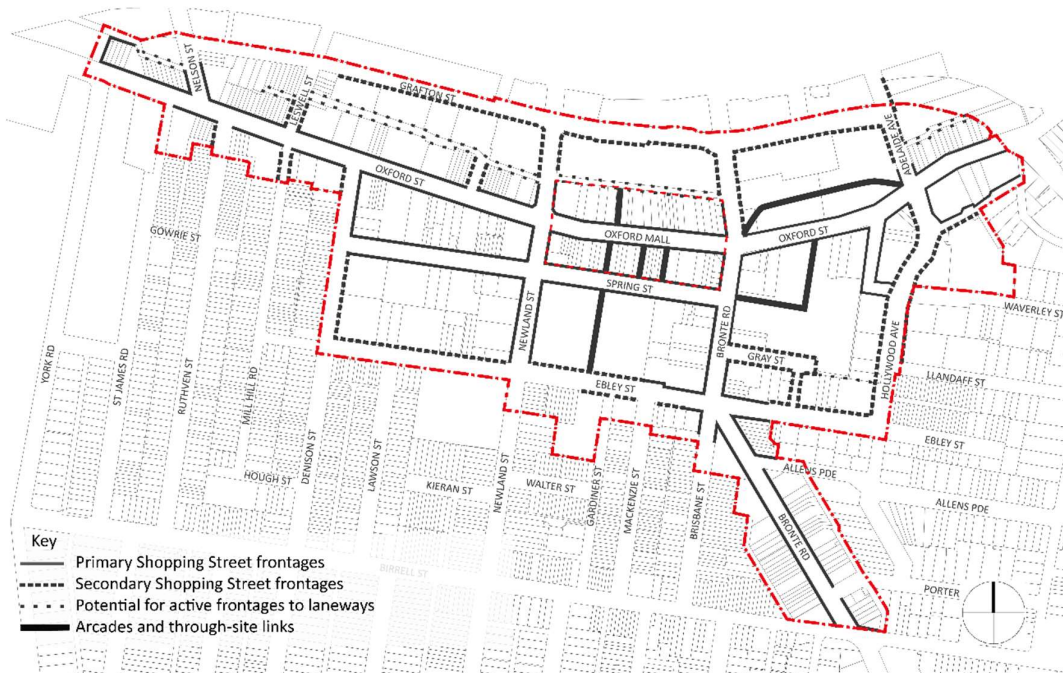 NELSON ST
LESWELL ST
GRAFTON ST
ADELAIDE AVE
OXFORD ST
GOWRIE ST
OXFORD MALL
OXFORD ST
SPRING ST
WAVERLEY ST
YORK RD
ST JAMES RD
RUTHVEN ST
MILL HILL RD
DENISON ST
NEWLAND ST
BRONTE RD
GRAY ST
HOLLYWOOD AVE
LLANDAFF ST
EBLEY ST
EBLEY ST
LAWSON ST
HOUGH ST
KIERAN ST
NEWLAND ST
WALTER ST
GARDINER ST
MACKENZIE ST
BRISBANE ST
ALLENS PDE
ALLENS PDE
BRONTE RD
PORTER
BIRRELL ST
Key
Primary Shopping Street frontages
Secondary Shopping Street frontages
Potential for active frontages to laneways
Arcades and through-site links